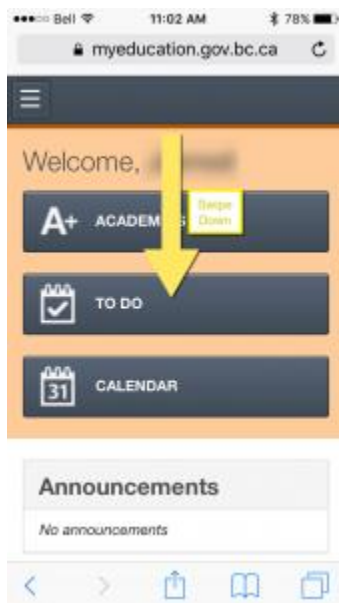 Bell 11:02 AM 78%
myeducation.gov.bc.ca
Welcome,
A+ ACADEMICS
Swipe
Down
TO DO
31 CALENDAR
Announcements
No announcements